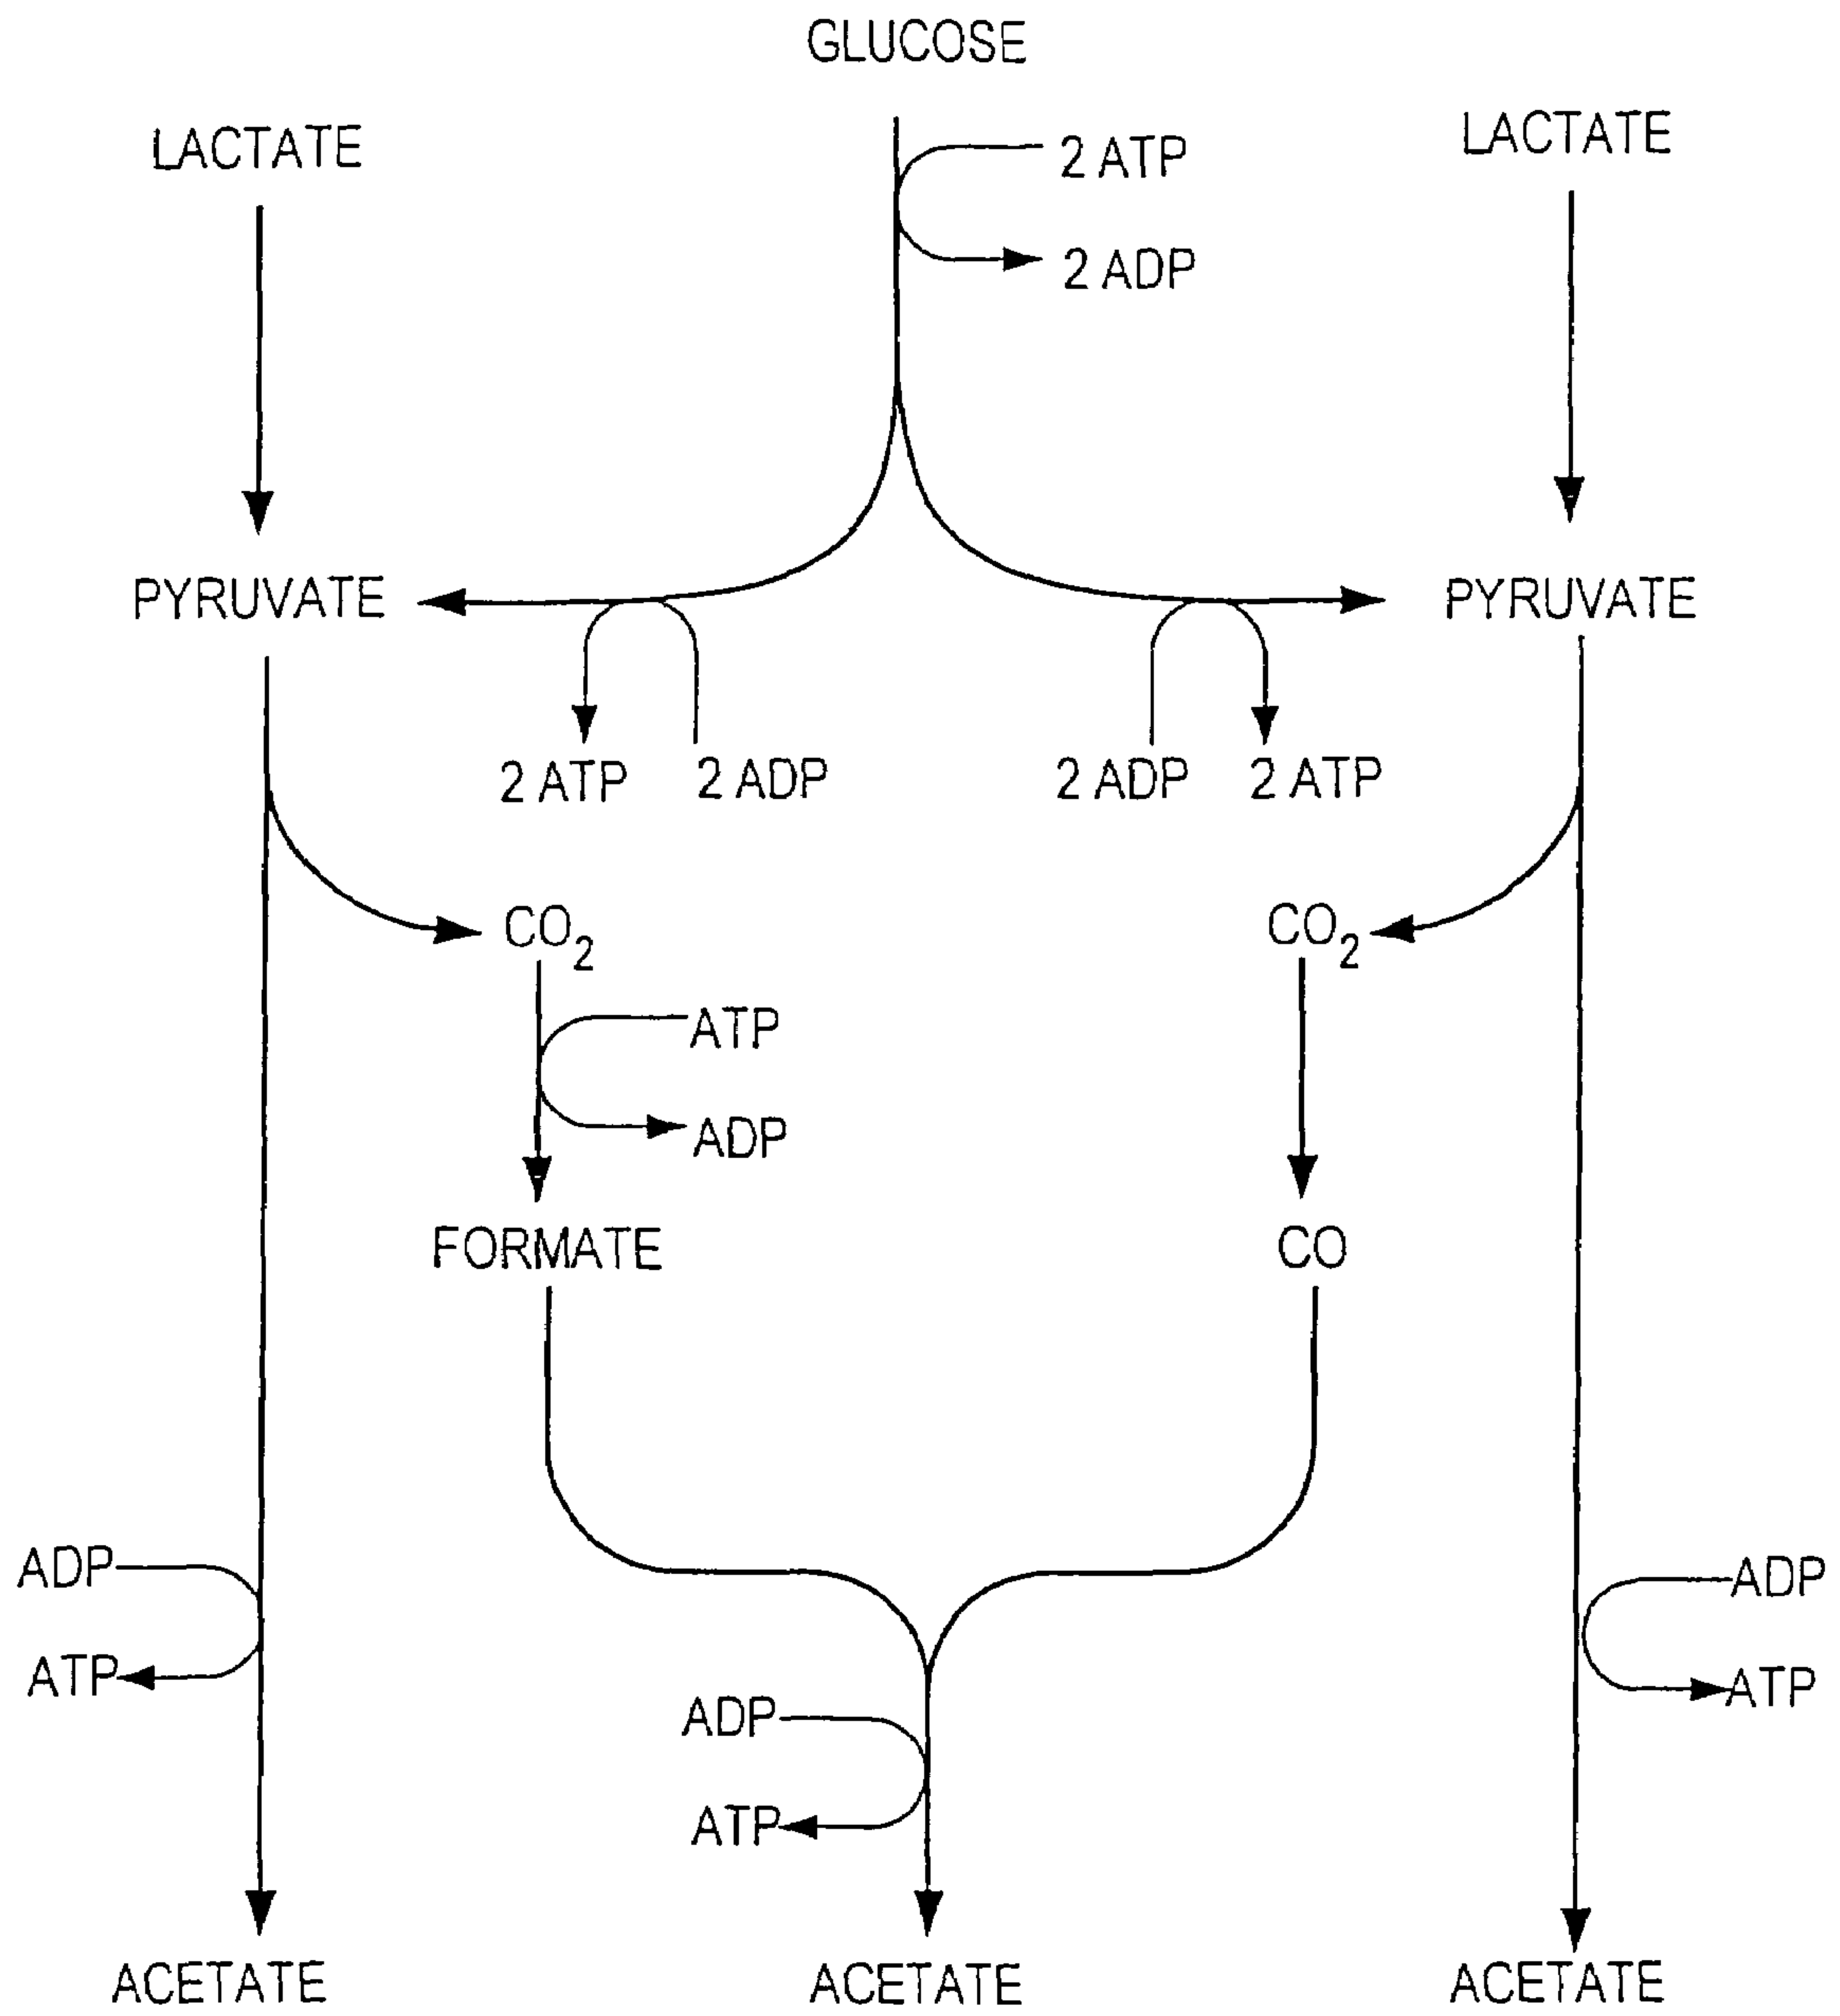 GLUCOSE
LACTATE
LACTATE
2 ATP
2 ADP
PYRUVATE
PYRUVATE
2 ATP
2 ADP
2 ADP
2 ATP
CO₂
CO₂
ATP
ADP
FORMATE
CO
ADP
ATP
ADP
ATP
ADP
ATP
ACETATE
ACETATE
ACETATE